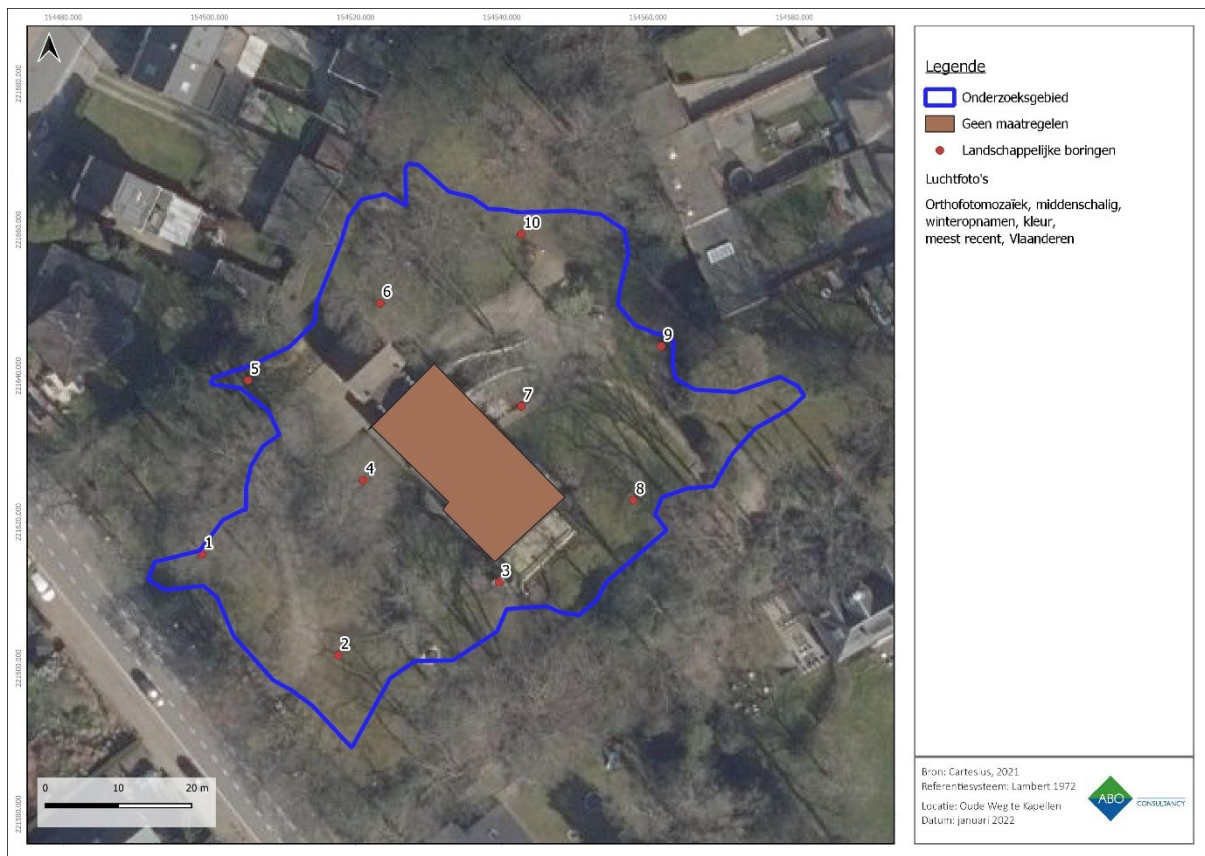 154480.000
154500.000
154520.000
154540.000
154560.000
154580.000
221680.000
221660.000
221640.000
221620.000
221600.000
221580.000
10
6
9
5
7
4
8
1
3
2
0 10 20 m
Legende
Onderzoeksgebied
Geen maatregelen
Landschappelijke boringen
Luchtfoto's
Orthofotomozaïek, middenschalig,
winteropnamen, kleur,
meest recent, Vlaanderen
Bron: Cartesius, 2021
Referentiesysteem: Lambert 1972
Locatie: Oude Weg te Kapellen
Datum: januari 2022
ABO CONSULTANCY